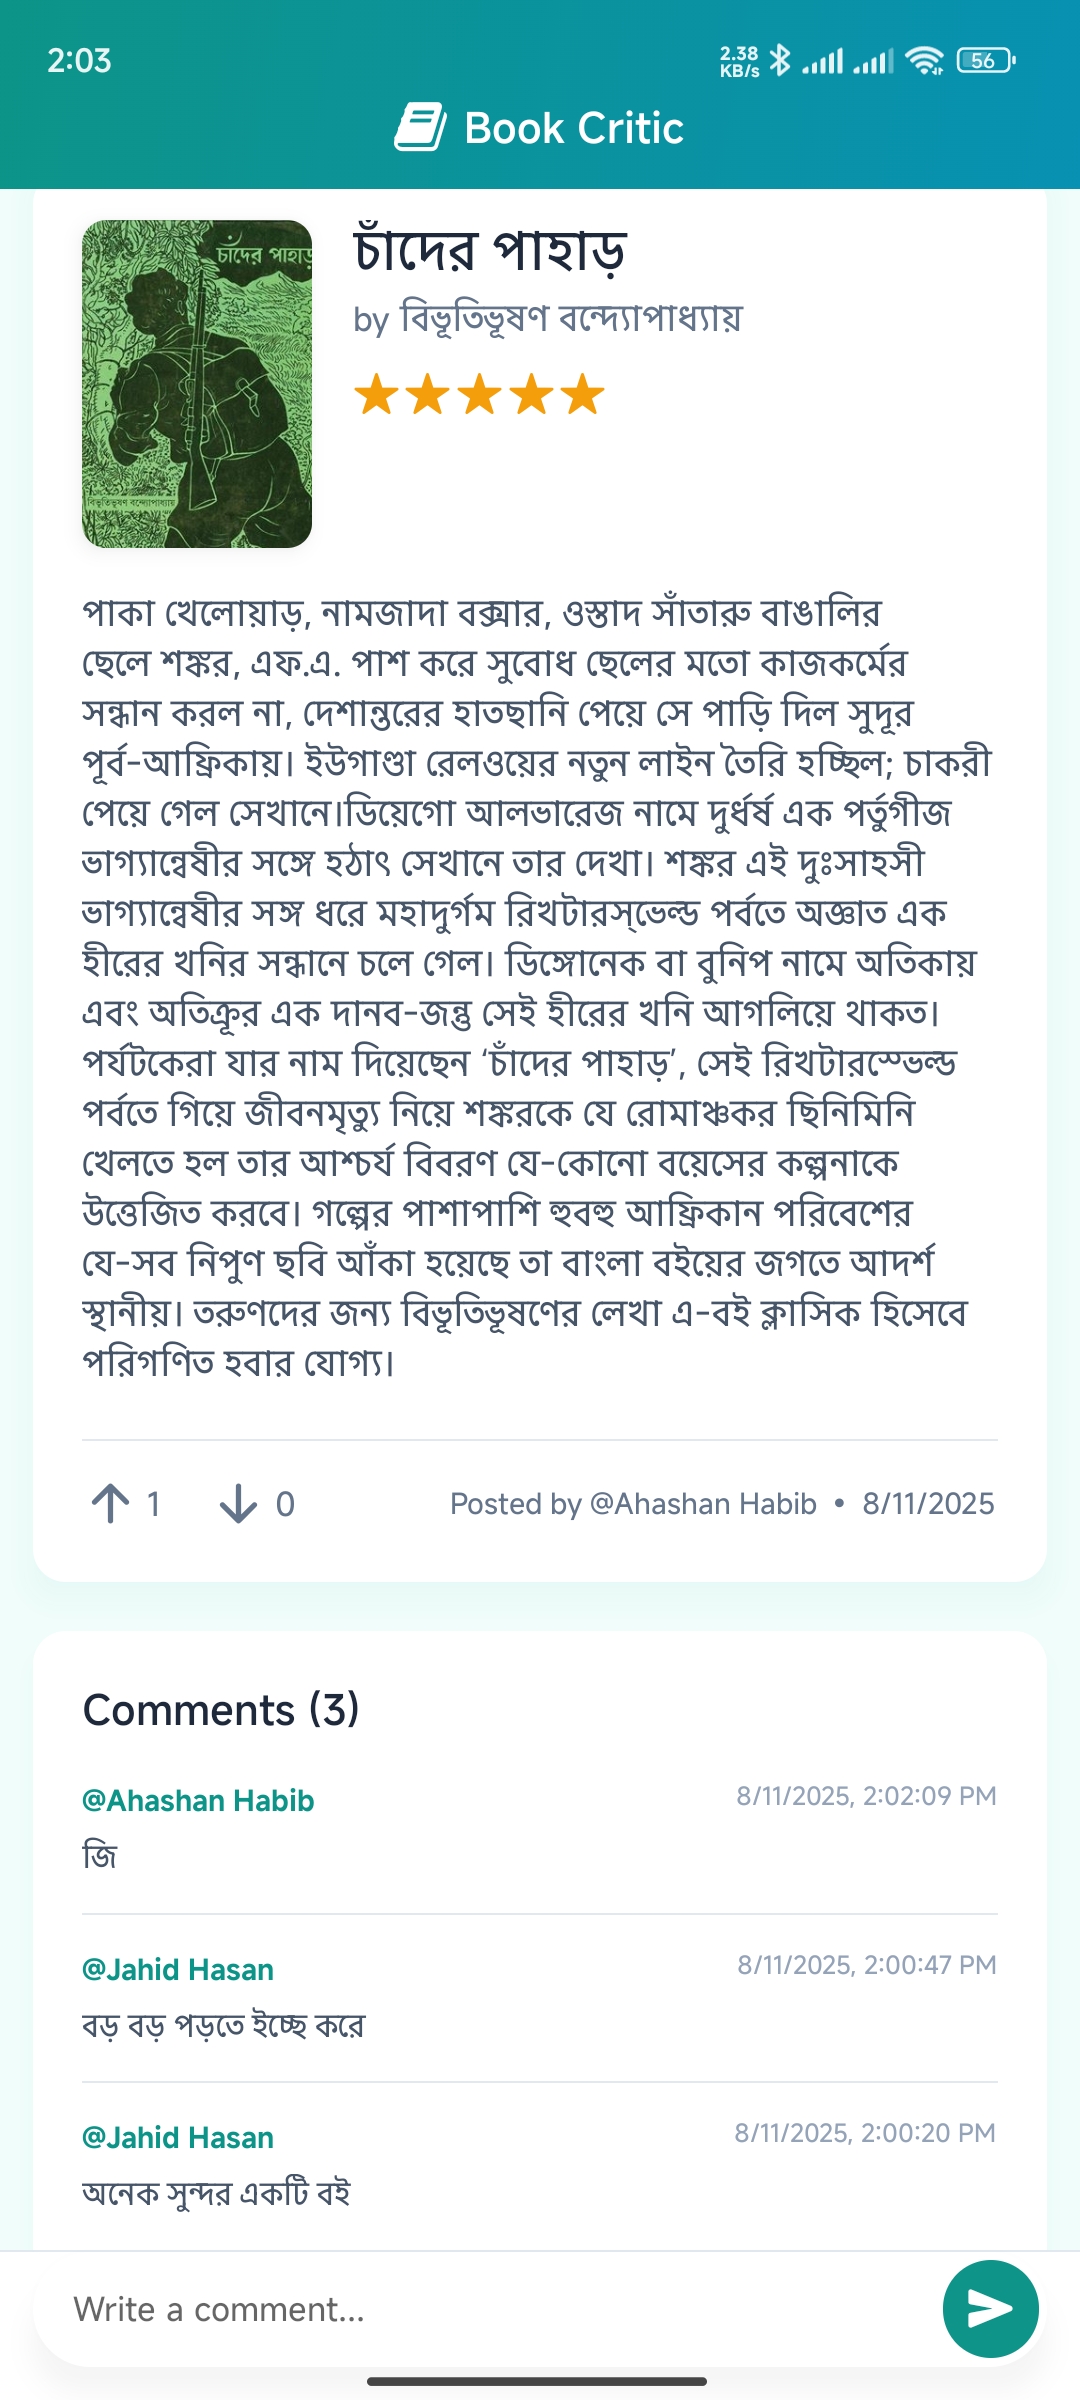 2:03
2.38 KB/s
56
Book Critic
চাঁদের পাহাড়
বিভূতিভূষণ বন্দ্যোপাধ্যায়
চাঁদের পাহাড়
by বিভূতিভূষণ বন্দ্যোপাধ্যায়
পাকা খেলোয়াড়, নামজাদা বক্সার, ওস্তাদ সাঁতারু বাঙালির
ছেলে শঙ্কর, এফ.এ. পাশ করে সুবোধ ছেলের মতো কাজকর্মের
সন্ধান করল না, দেশান্তরের হাতছানি পেয়ে সে পাড়ি দিল সুদূর
পূর্ব-আফ্রিকায়। ইউগাণ্ডা রেলওয়ের নতুন লাইন তৈরি হচ্ছিল; চাকরী
পেয়ে গেল সেখানে।ডিয়েগো আলভারেজ নামে দুর্ধর্ষ এক পর্তুগীজ
ভাগ্যান্বেষীর সঙ্গে হঠাৎ সেখানে তার দেখা। শঙ্কর এই দুঃসাহসী
ভাগ্যান্বেষীর সঙ্গ ধরে মহাদুর্গম রিখটারস্‌ভেল্ড পর্বতে অজ্ঞাত এক
হীরের খনির সন্ধানে চলে গেল। ডিঙ্গোনেক বা বুনিপ নামে অতিকায়
এবং অতিক্রূর এক দানব-জন্তু সেই হীরের খনি আগলিয়ে থাকত।
পর্যটকেরা যার নাম দিয়েছেন ‘চাঁদের পাহাড়’, সেই রিখটারস্ভেল্ড
পর্বতে গিয়ে জীবনমৃত্যু নিয়ে শঙ্করকে যে রোমাঞ্চকর ছিনিমিনি
খেলতে হল তার আশ্চর্য বিবরণ যে-কোনো বয়েসের কল্পনাকে
উত্তেজিত করবে। গল্পের পাশাপাশি হুবহু আফ্রিকান পরিবেশের
যে-সব নিপুণ ছবি আঁকা হয়েছে তা বাংলা বইয়ের জগতে আদর্শ
স্থানীয়। তরুণদের জন্য বিভূতিভূষণের লেখা এ-বই ক্লাসিক হিসেবে
পরিগণিত হবার যোগ্য।
1 0 Posted by @Ahashan Habib • 8/11/2025
Comments (3)
@Ahashan Habib 8/11/2025, 2:02:09 PM
জি
@Jahid Hasan 8/11/2025, 2:00:47 PM
বড় বড় পড়তে ইচ্ছে করে
@Jahid Hasan 8/11/2025, 2:00:20 PM
অনেক সুন্দর একটি বই
Write a comment...